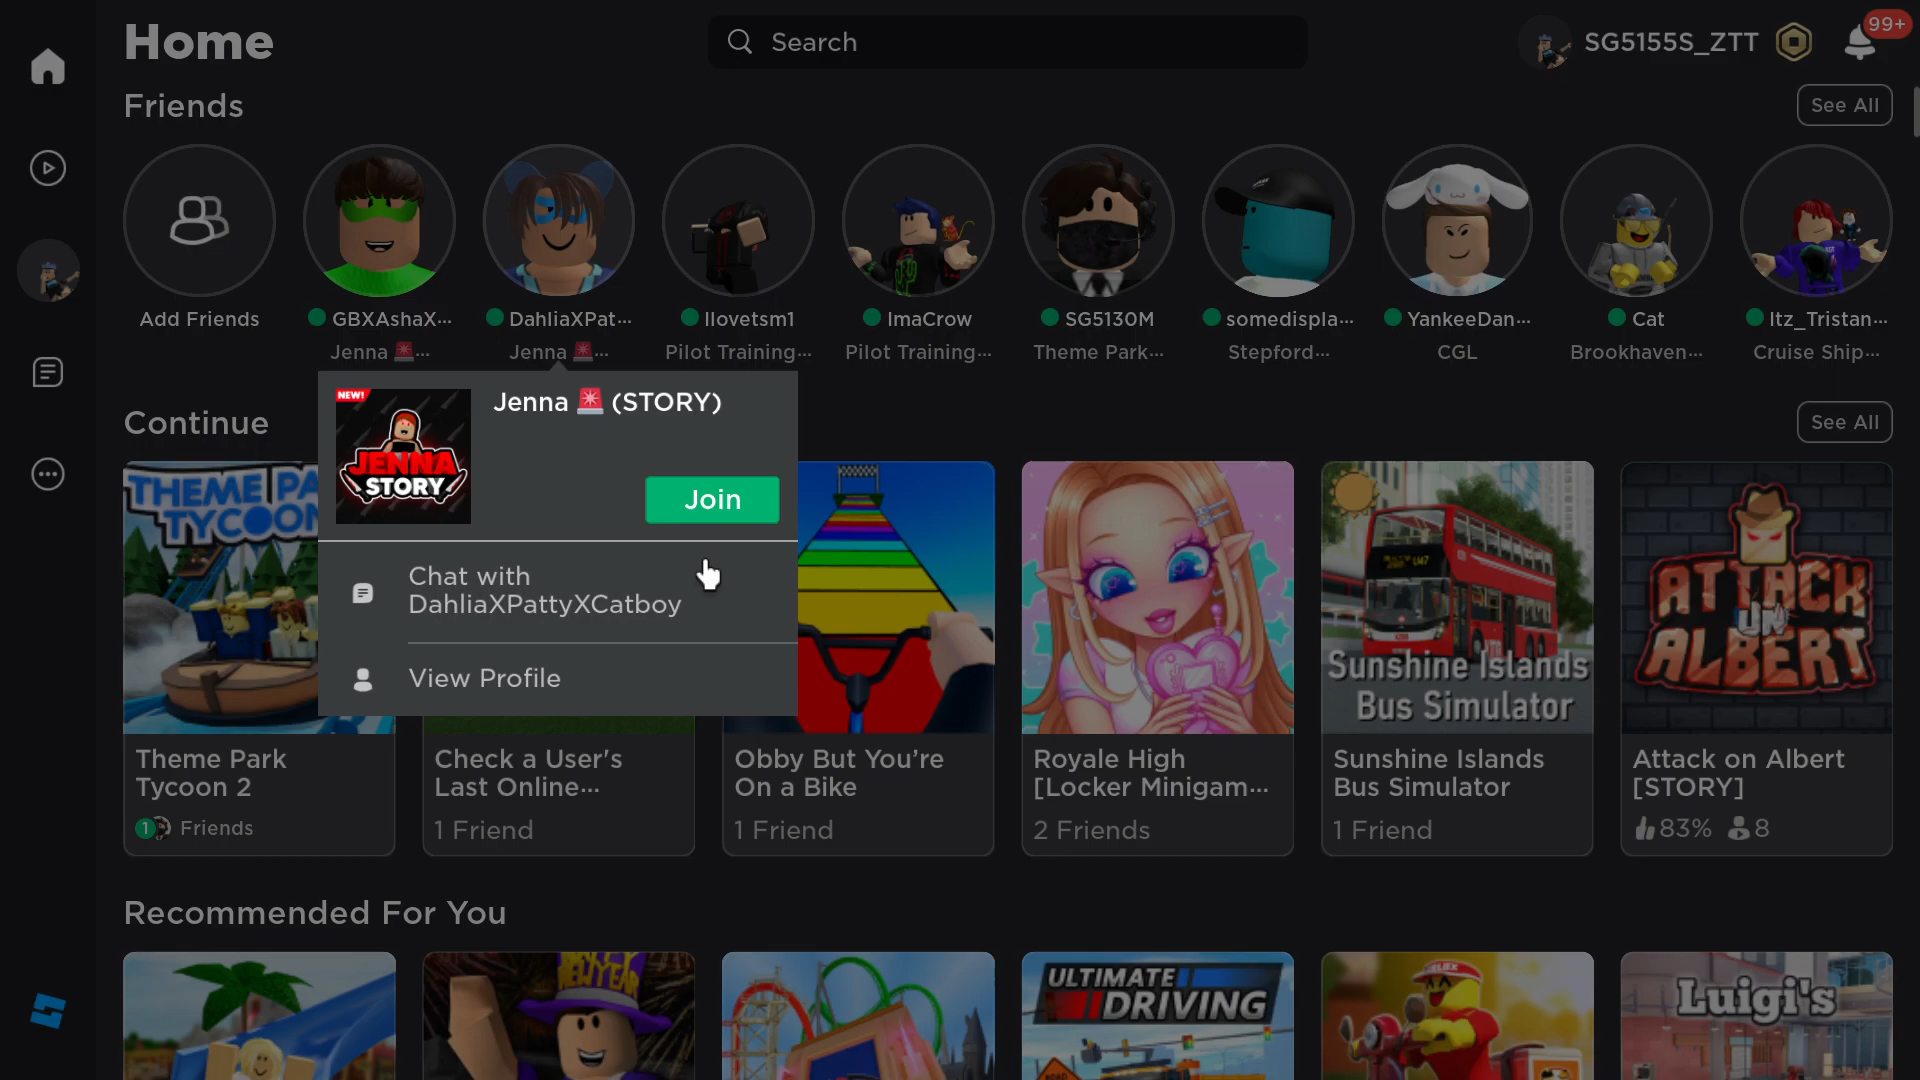 Home
Search
SG5155S_ZTT
99+
Friends
See All
Add Friends
GBXAshaX...
DahliaXPat...
Ilovetsm1
ImaCrow
SG5130M
somedispla...
YankeeDan...
Cat
Itz_Tristan...
Jenna 🚨...
Jenna 🚨...
Pilot Training...
Pilot Training...
Theme Park...
Stepford...
CGL
Brookhaven...
Cruise Ship...
NEW!
JENNA
STORY
Jenna 🚨 (STORY)
Join
Chat with
DahliaXPattyXCatboy
View Profile
Continue
See All
THEME PA
TYCOON
LM7
Sunshine Islands
Bus Simulator
ATTACK
ON
ALBERT
Theme Park
Tycoon 2
1 Friends
Check a User's
Last Online...
1 Friend
Obby But You’re
On a Bike
1 Friend
Royale High
[Locker Minigam...
2 Friends
Sunshine Islands
Bus Simulator
1 Friend
Attack on Albert
[STORY]
83% 8
Recommended For You
NEW YEAR
ULTIMATE
DRIVING
ROAD
ROBLOX
Luigi's